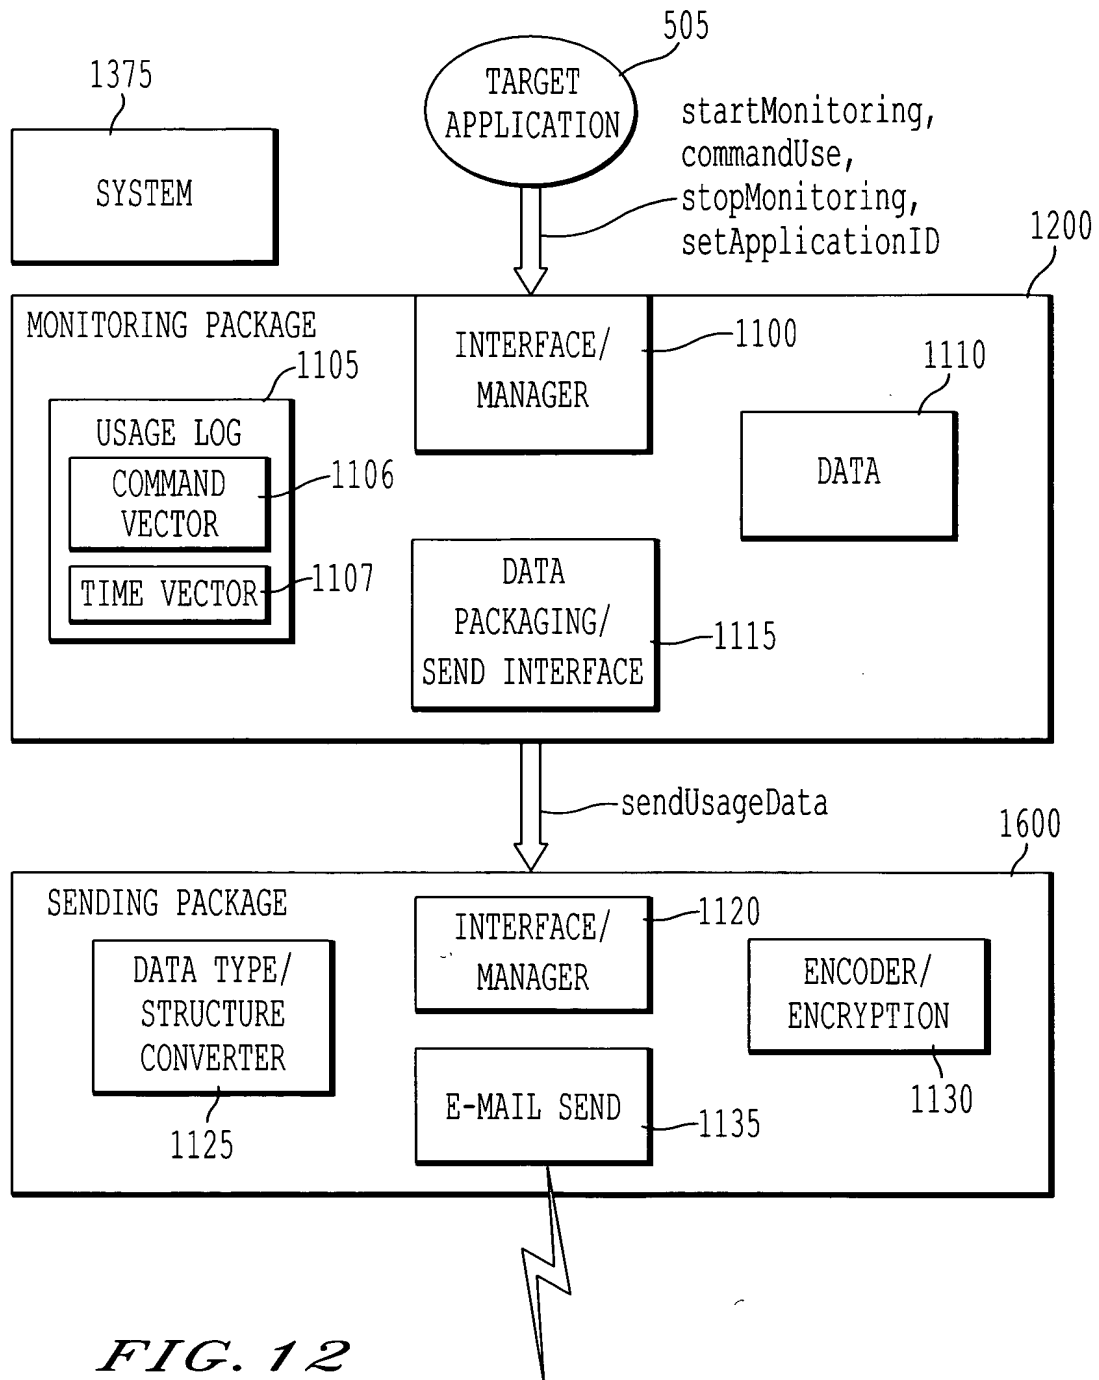 505
1375
TARGET
APPLICATION
startMonitoring,
commandUse,
stopMonitoring,
setApplicationID
SYSTEM
1200
MONITORING PACKAGE
INTERFACE/
MANAGER
1100
1110
1105
USAGE LOG
COMMAND
VECTOR
1106
DATA
TIME VECTOR
1107
DATA
PACKAGING/
SEND INTERFACE
1115
sendUsageData
1600
SENDING PACKAGE
INTERFACE/
MANAGER
1120
DATA TYPE/
STRUCTURE
CONVERTER
ENCODER/
ENCRYPTION
1125
E-MAIL SEND
1135
1130
FIG. 12